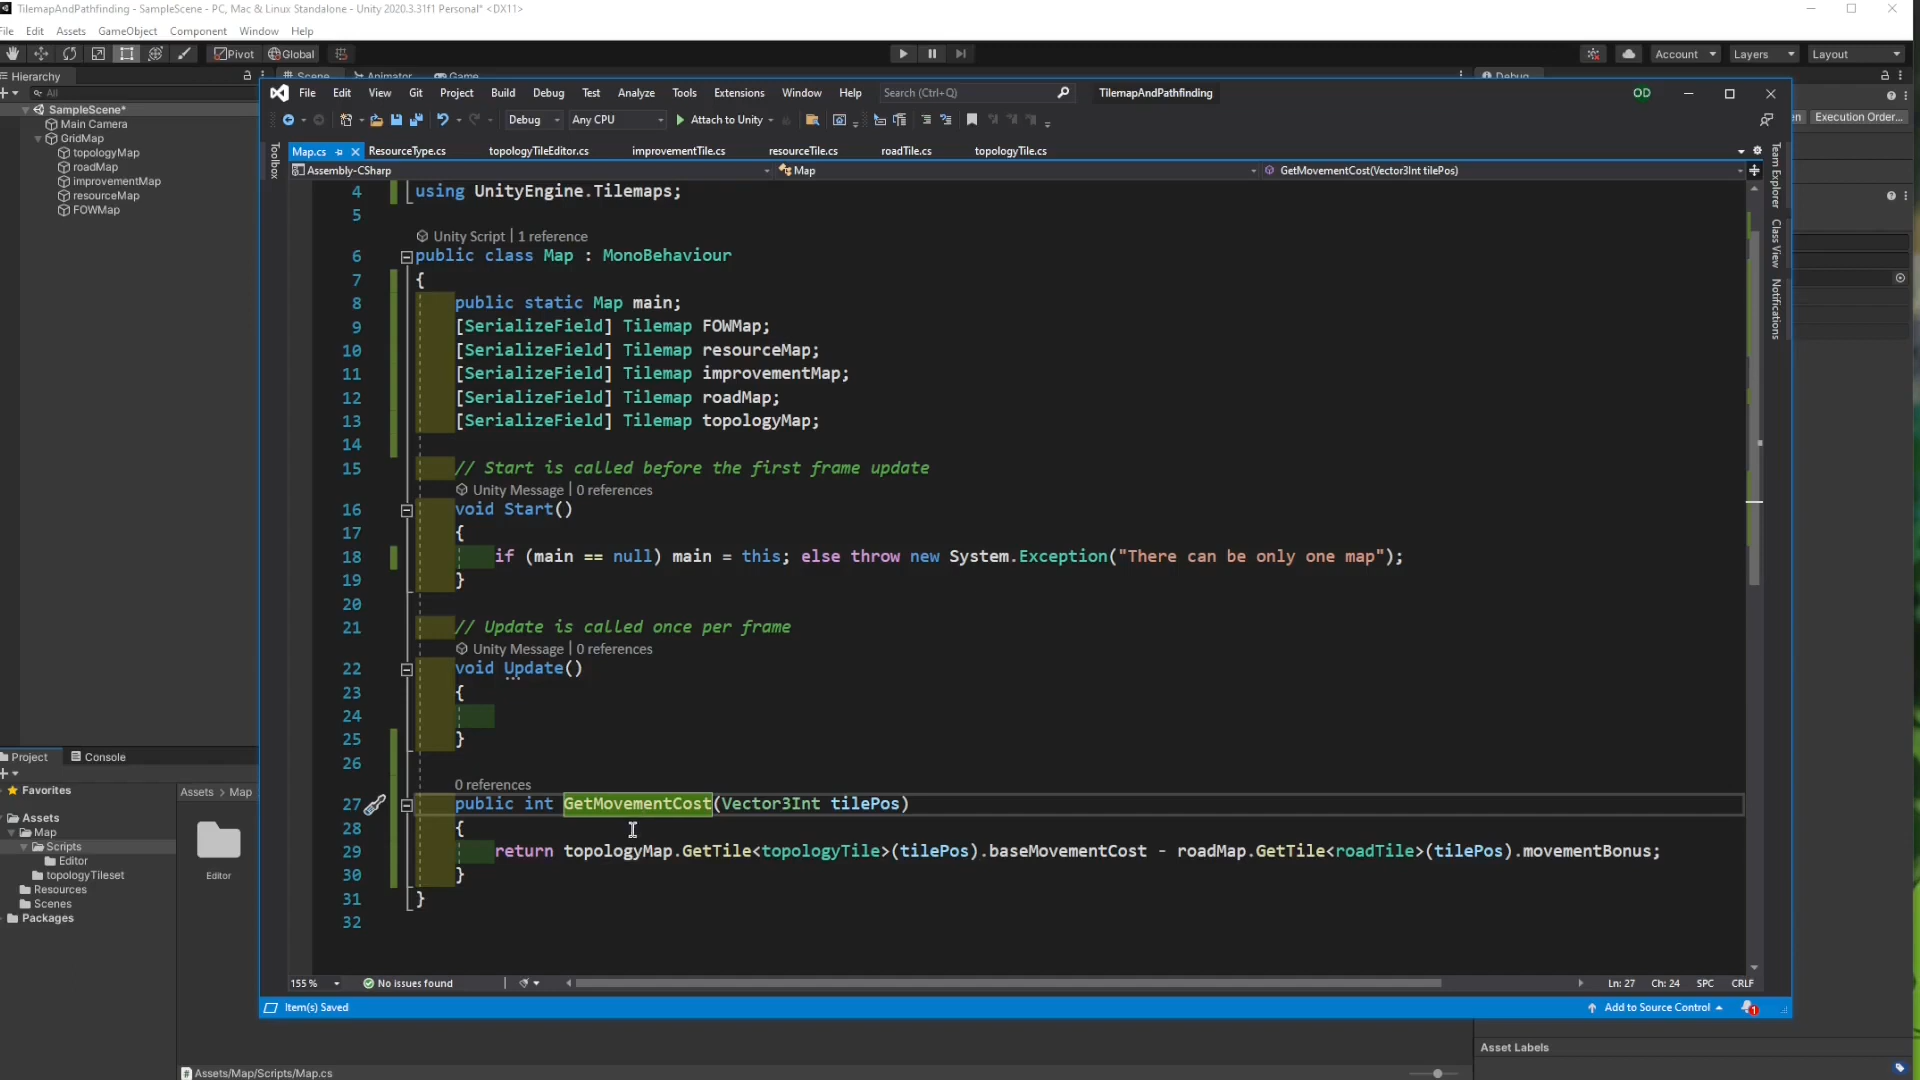 TilemapAndPathfinding - SampleScene - PC, Mac & Linux Standalone - Unity 2020.3.31f1 Personal* <DX11>
File Edit Assets GameObject Component Window Help
Pivot Global
Account Layers Layout
Hierarchy
Scene Animator Game
Debug
All
SampleScene*
Main Camera
GridMap
topologyMap
roadMap
improvementMap
resourceMap
FOWMap
Execution Order...
File Edit View Git Project Build Debug Test Analyze Tools Extensions Window Help
Search (Ctrl+Q)
TilemapAndPathfinding
OD
Debug Any CPU Attach to Unity
Toolbox
Map.cs ResourceType.cs topologyTileEditor.cs improvementTile.cs resourceTile.cs roadTile.cs topologyTile.cs
Assembly-CSharp Map GetMovementCost(Vector3Int tilePos)
Team Explorer
Class View
Notifications
4 using UnityEngine.Tilemaps;
5
Unity Script | 1 reference
6 public class Map : MonoBehaviour
7 {
8 public static Map main;
9 [SerializeField] Tilemap FOWMap;
10 [SerializeField] Tilemap resourceMap;
11 [SerializeField] Tilemap improvementMap;
12 [SerializeField] Tilemap roadMap;
13 [SerializeField] Tilemap topologyMap;
14
15 // Start is called before the first frame update
Unity Message | 0 references
16 void Start()
17 {
18 if (main == null) main = this; else throw new System.Exception("There can be only one map");
19 }
20
21 // Update is called once per frame
Unity Message | 0 references
22 void Update()
23 {
24
25 }
26
0 references
27 public int GetMovementCost(Vector3Int tilePos)
28 {
29 return topologyMap.GetTile<topologyTile>(tilePos).baseMovementCost - roadMap.GetTile<roadTile>(tilePos).movementBonus;
30 }
31 }
32
155 % No issues found Ln: 27 Ch: 24 SPC CRLF
Item(s) Saved Add to Source Control 1
Project Console
Favorites
Assets
Map
Scripts
Editor
topologyTileset
Resources
Scenes
Packages
Assets Map
Editor
Assets/Map/Scripts/Map.cs
Asset Labels